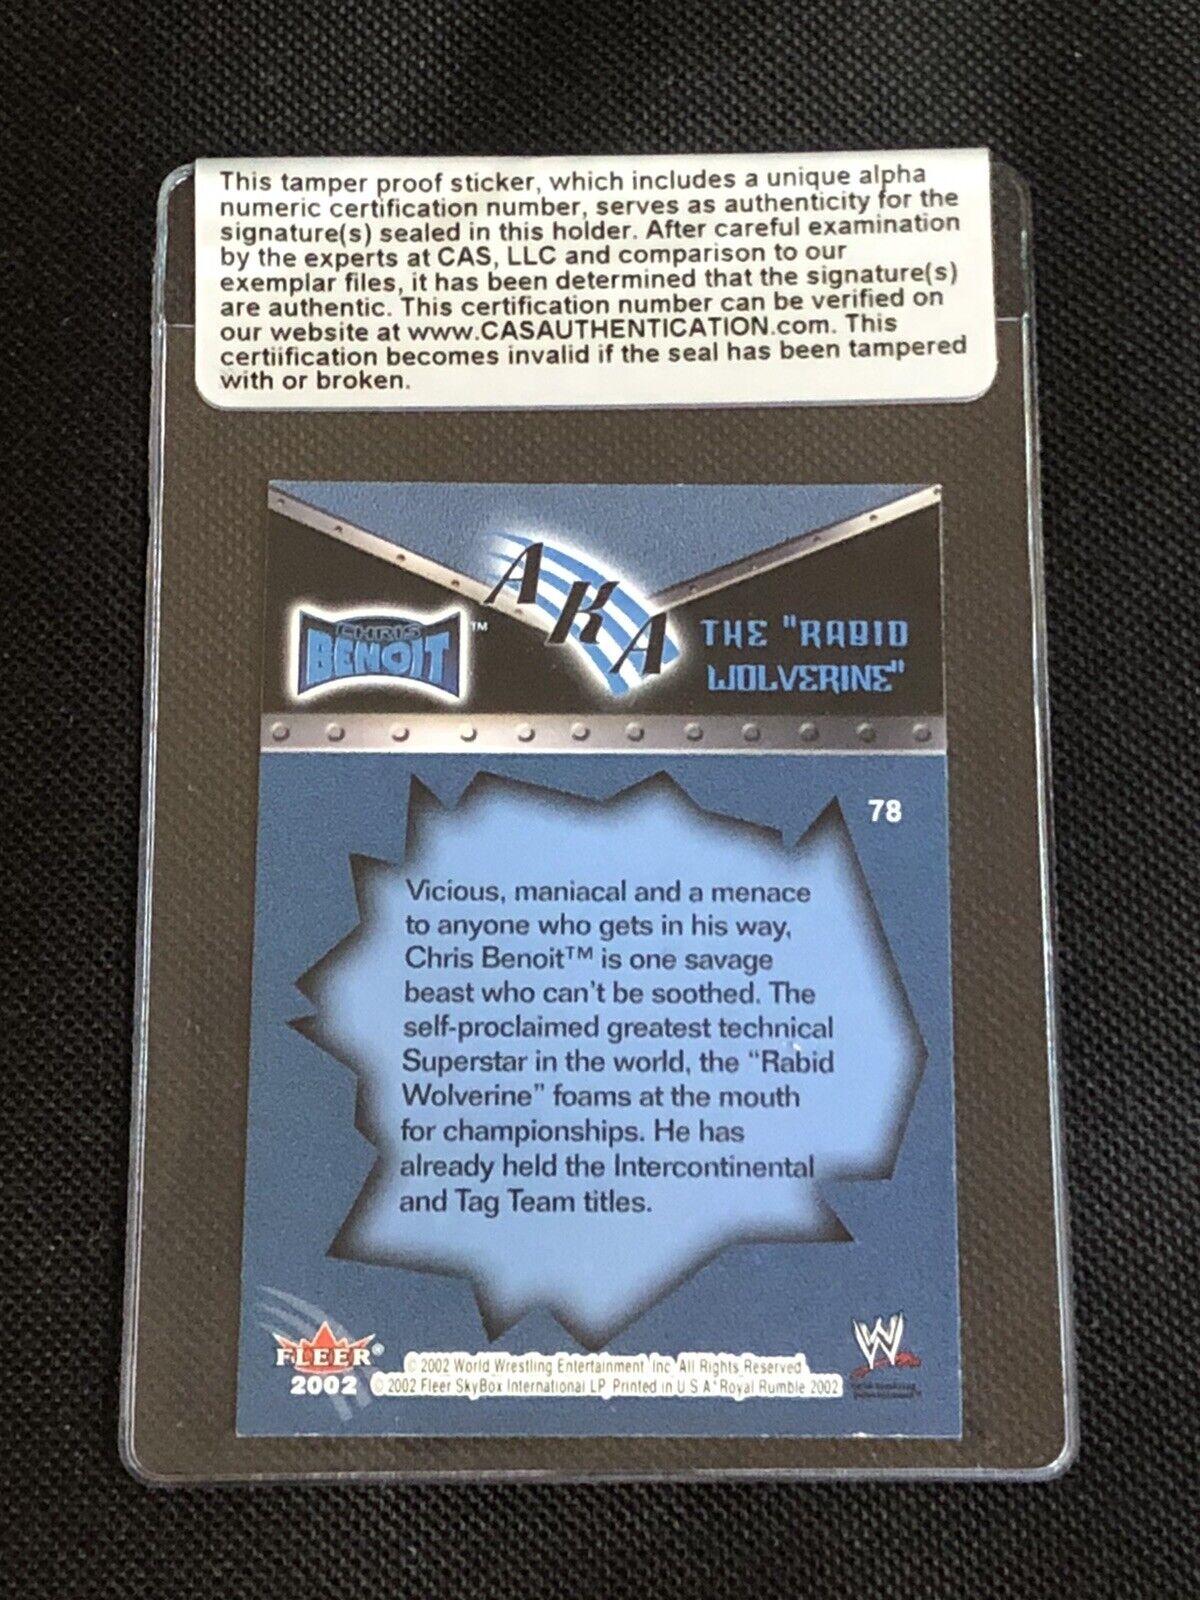 This tamper proof sticker, which includes a unique alpha
numeric certification number, serves as authenticity for the
signature(s) sealed in this holder. After careful examination
by the experts at CAS, LLC and comparison to our
exemplar files, it has been determined that the signature(s)
are authentic. This certification number can be verified on
our website at www.CASAUTHENTICATION.com. This
certiification becomes invalid if the seal has been tampered
with or broken.
AKA
CHRIS
BENOIT™
THE "RABID
WOLVERINE"
78
Vicious, maniacal and a menace
to anyone who gets in his way,
Chris Benoit™ is one savage
beast who can't be soothed. The
self-proclaimed greatest technical
Superstar in the world, the “Rabid
Wolverine” foams at the mouth
for championships. He has
already held the Intercontinental
and Tag Team titles.
FLEER®
2002
© 2002 World Wrestling Entertainment, Inc. All Rights Reserved.
© 2002 Fleer SkyBox International LP. Printed in U.S.A. Royal Rumble 2002
W